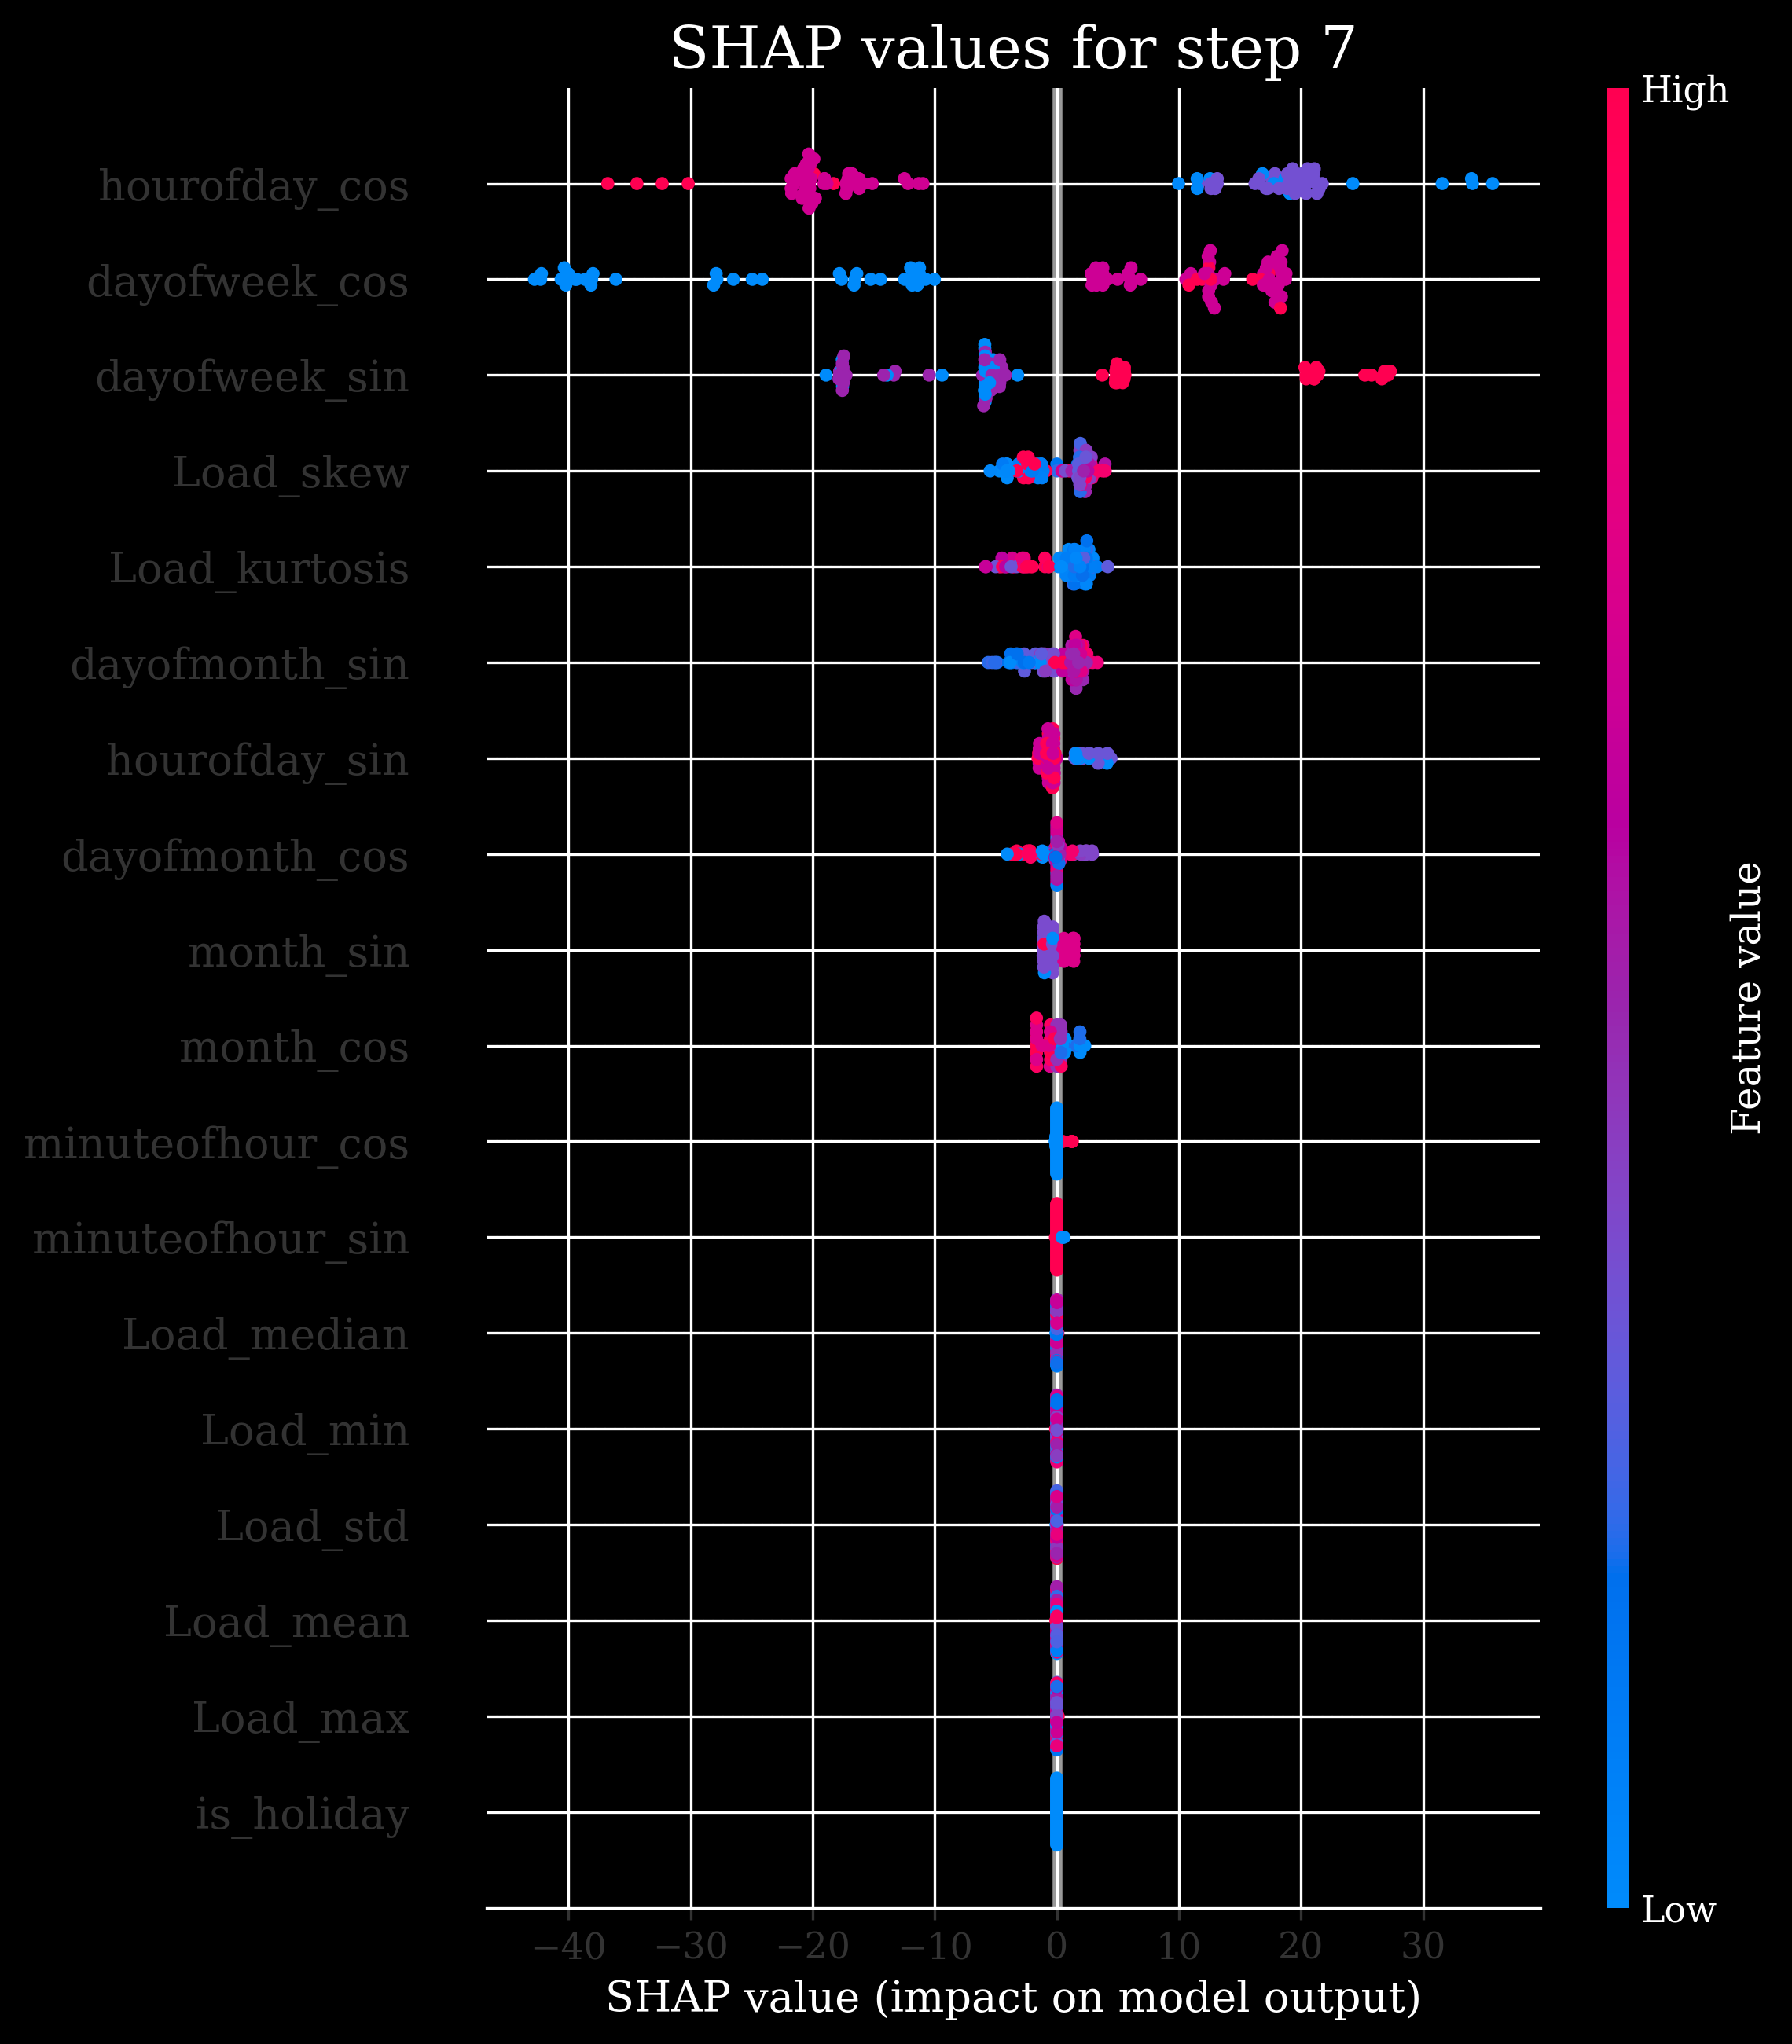 SHAP values for step 7
High
hourofday_cos
dayofweek_cos
dayofweek_sin
Load_skew
Load_kurtosis
dayofmonth_sin
hourofday_sin
dayofmonth_cos
month_sin
month_cos
minuteofhour_cos
minuteofhour_sin
Load_median
Load_min
Load_std
Load_mean
Load_max
is_holiday
Feature value
Low
−40 −30 −20 −10 0 10 20 30
SHAP value (impact on model output)